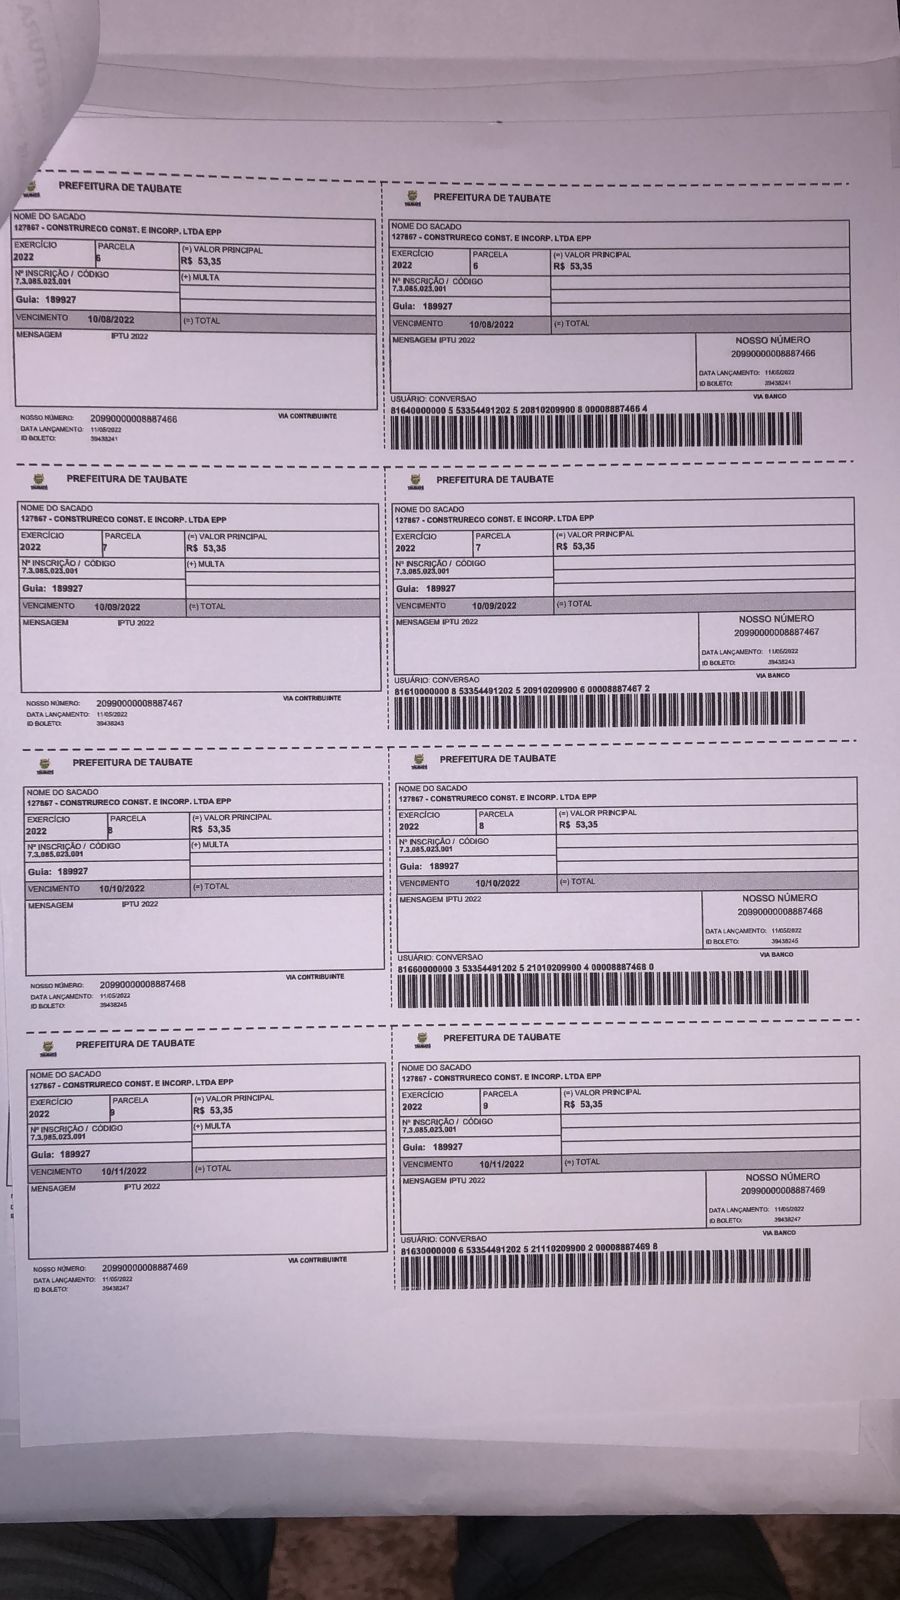 PREFEITURA DE TAUBATE
NOME DO SACADO
127867 - CONSTRURECO CONST. E INCORP. LTDA EPP
EXERCÍCIO PARCELA (=) VALOR PRINCIPAL
2022 6 R$ 53,35
Nº INSCRIÇÃO / CÓDIGO (+) MULTA
7.3.085.023.001
Guia: 189927
VENCIMENTO 10/08/2022 (=) TOTAL
MENSAGEM IPTU 2022
NOSSO NÚMERO: 20990000008887466 VIA CONTRIBUINTE
DATA LANÇAMENTO: 11/05/2022
ID BOLETO: 39438241
TAUBATÉ PREFEITURA DE TAUBATE
NOME DO SACADO
127867 - CONSTRURECO CONST. E INCORP. LTDA EPP
EXERCÍCIO PARCELA (=) VALOR PRINCIPAL
2022 6 R$ 53,35
Nº INSCRIÇÃO / CÓDIGO
7.3.085.023.001
Guia: 189927
VENCIMENTO 10/08/2022 (=) TOTAL
MENSAGEM IPTU 2022
NOSSO NÚMERO
20990000008887466
DATA LANÇAMENTO: 11/05/2022
ID BOLETO: 39438241
USUÁRIO: CONVERSAO VIA BANCO
81640000000 5 53354491202 5 20810209900 8 00008887466 4
TAUBATÉ PREFEITURA DE TAUBATE
NOME DO SACADO
127867 - CONSTRURECO CONST. E INCORP. LTDA EPP
EXERCÍCIO PARCELA (=) VALOR PRINCIPAL
2022 7 R$ 53,35
Nº INSCRIÇÃO / CÓDIGO (+) MULTA
7.3.085.023.001
Guia: 189927
VENCIMENTO 10/09/2022 (=) TOTAL
MENSAGEM IPTU 2022
NOSSO NÚMERO: 20990000008887467 VIA CONTRIBUINTE
DATA LANÇAMENTO: 11/05/2022
ID BOLETO: 39438243
TAUBATÉ PREFEITURA DE TAUBATE
NOME DO SACADO
127867 - CONSTRURECO CONST. E INCORP. LTDA EPP
EXERCÍCIO PARCELA (=) VALOR PRINCIPAL
2022 7 R$ 53,35
Nº INSCRIÇÃO / CÓDIGO
7.3.085.023.001
Guia: 189927
VENCIMENTO 10/09/2022 (=) TOTAL
MENSAGEM IPTU 2022
NOSSO NÚMERO
20990000008887467
DATA LANÇAMENTO: 11/05/2022
ID BOLETO: 39438243
USUÁRIO: CONVERSAO VIA BANCO
81610000000 8 53354491202 5 20910209900 6 00008887467 2
TAUBATÉ PREFEITURA DE TAUBATE
NOME DO SACADO
127867 - CONSTRURECO CONST. E INCORP. LTDA EPP
EXERCÍCIO PARCELA (=) VALOR PRINCIPAL
2022 8 R$ 53,35
Nº INSCRIÇÃO / CÓDIGO (+) MULTA
7.3.085.023.001
Guia: 189927
VENCIMENTO 10/10/2022 (=) TOTAL
MENSAGEM IPTU 2022
NOSSO NÚMERO: 20990000008887468 VIA CONTRIBUINTE
DATA LANÇAMENTO: 11/05/2022
ID BOLETO: 39438245
TAUBATÉ PREFEITURA DE TAUBATE
NOME DO SACADO
127867 - CONSTRURECO CONST. E INCORP. LTDA EPP
EXERCÍCIO PARCELA (=) VALOR PRINCIPAL
2022 8 R$ 53,35
Nº INSCRIÇÃO / CÓDIGO
7.3.085.023.001
Guia: 189927
VENCIMENTO 10/10/2022 (=) TOTAL
MENSAGEM IPTU 2022
NOSSO NÚMERO
20990000008887468
DATA LANÇAMENTO: 11/05/2022
ID BOLETO: 39438245
USUÁRIO: CONVERSAO VIA BANCO
81660000000 3 53354491202 5 21010209900 4 00008887468 0
TAUBATÉ PREFEITURA DE TAUBATE
NOME DO SACADO
127867 - CONSTRURECO CONST. E INCORP. LTDA EPP
EXERCÍCIO PARCELA (=) VALOR PRINCIPAL
2022 9 R$ 53,35
Nº INSCRIÇÃO / CÓDIGO (+) MULTA
7.3.085.023.001
Guia: 189927
VENCIMENTO 10/11/2022 (=) TOTAL
MENSAGEM IPTU 2022
NOSSO NÚMERO: 20990000008887469 VIA CONTRIBUINTE
DATA LANÇAMENTO: 11/05/2022
ID BOLETO: 39438247
TAUBATÉ PREFEITURA DE TAUBATE
NOME DO SACADO
127867 - CONSTRURECO CONST. E INCORP. LTDA EPP
EXERCÍCIO PARCELA (=) VALOR PRINCIPAL
2022 9 R$ 53,35
Nº INSCRIÇÃO / CÓDIGO
7.3.085.023.001
Guia: 189927
VENCIMENTO 10/11/2022 (=) TOTAL
MENSAGEM IPTU 2022
NOSSO NÚMERO
20990000008887469
DATA LANÇAMENTO: 11/05/2022
ID BOLETO: 39438247
USUÁRIO: CONVERSAO VIA BANCO
81630000000 6 53354491202 5 21110209900 2 00008887469 8